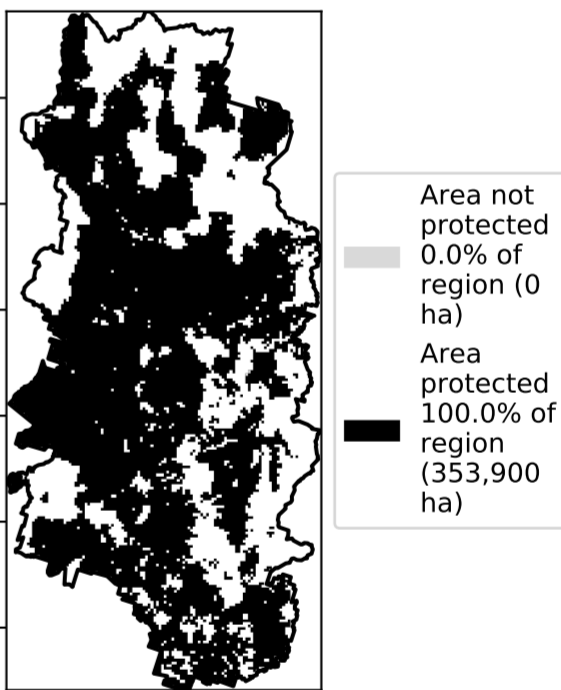 Area not
protected
0.0% of
region (0
ha)
Area
protected
100.0% of
region
(353,900
ha)